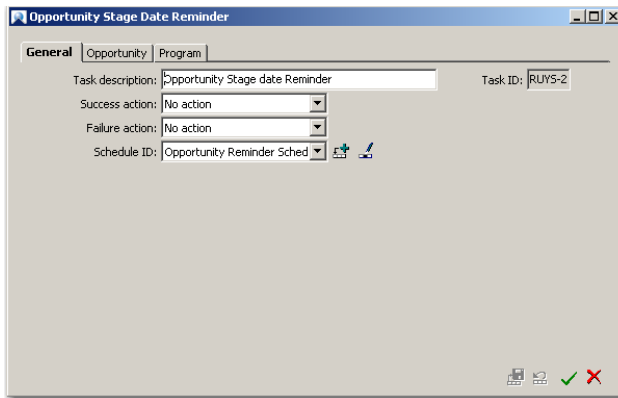 Opportunity Stage Date Reminder
General Opportunity Program
Task description: Opportunity Stage date Reminder Task ID: RUYS-2
Success action: No action
Failure action: No action
Schedule ID: Opportunity Reminder Sched